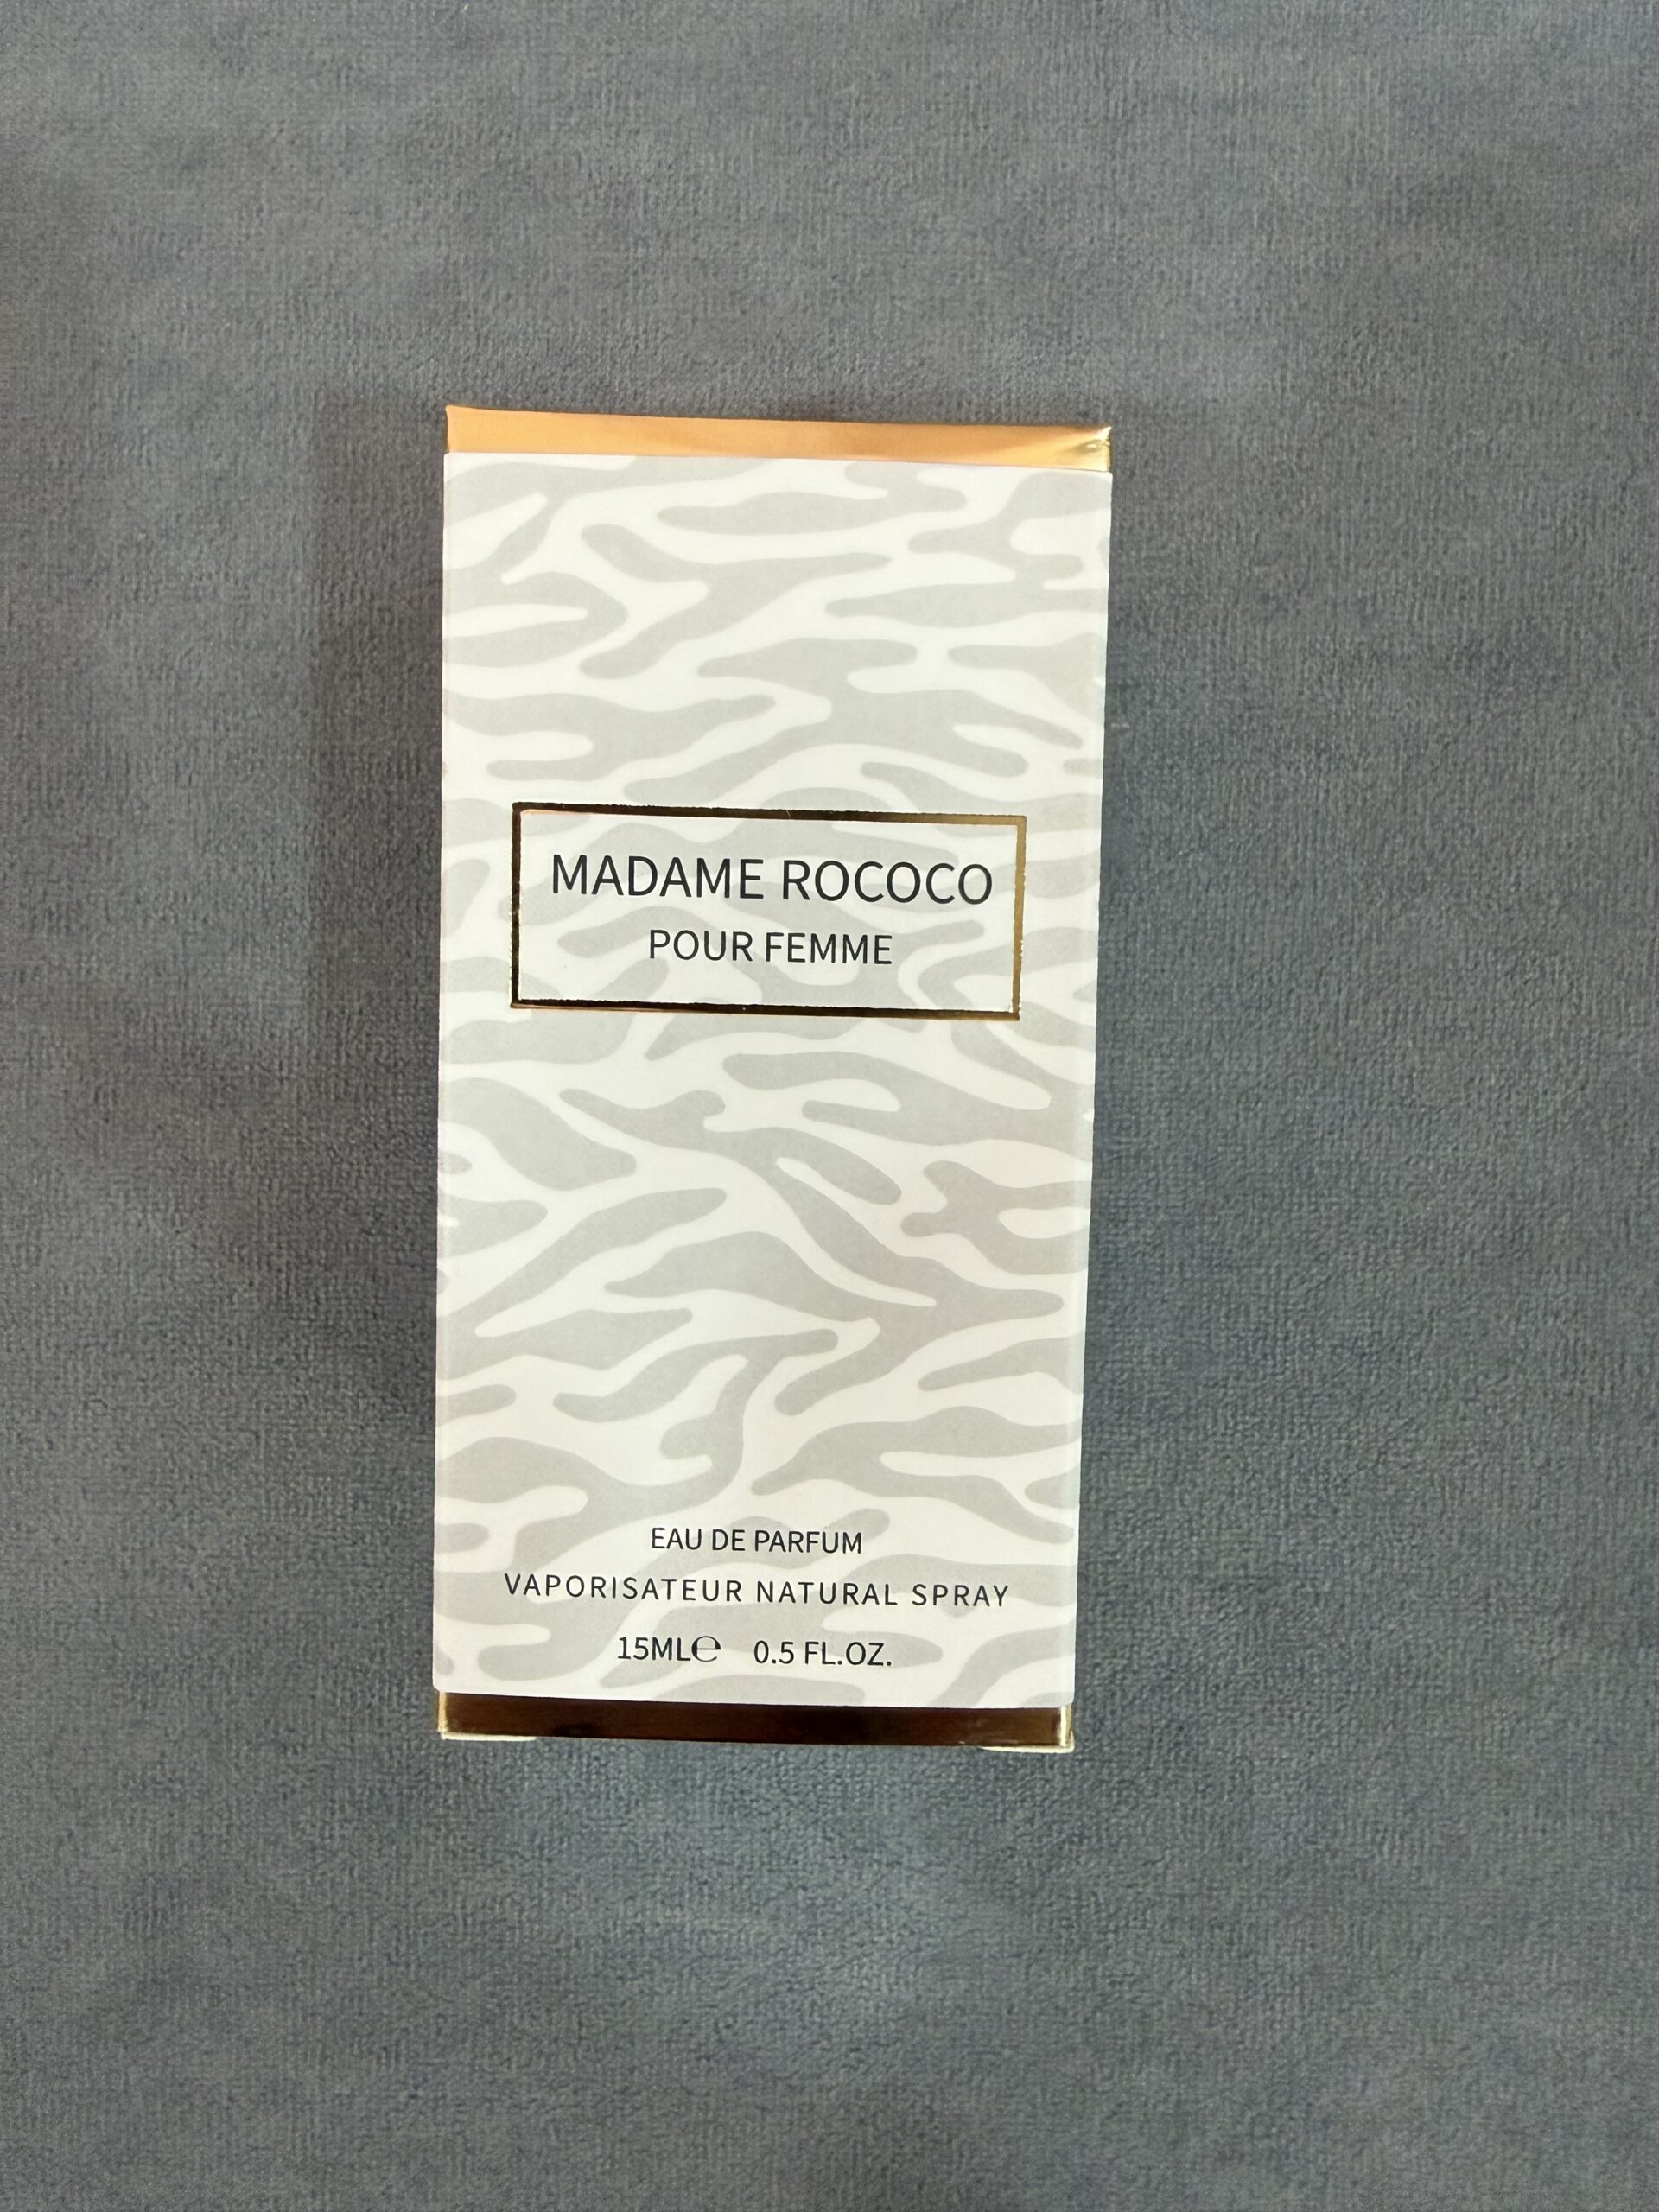 MADAME ROCOCO
POUR FEMME
EAU DE PARFUM
VAPORISATEUR NATURAL SPRAY
15ML℮ 0.5 FL.OZ.